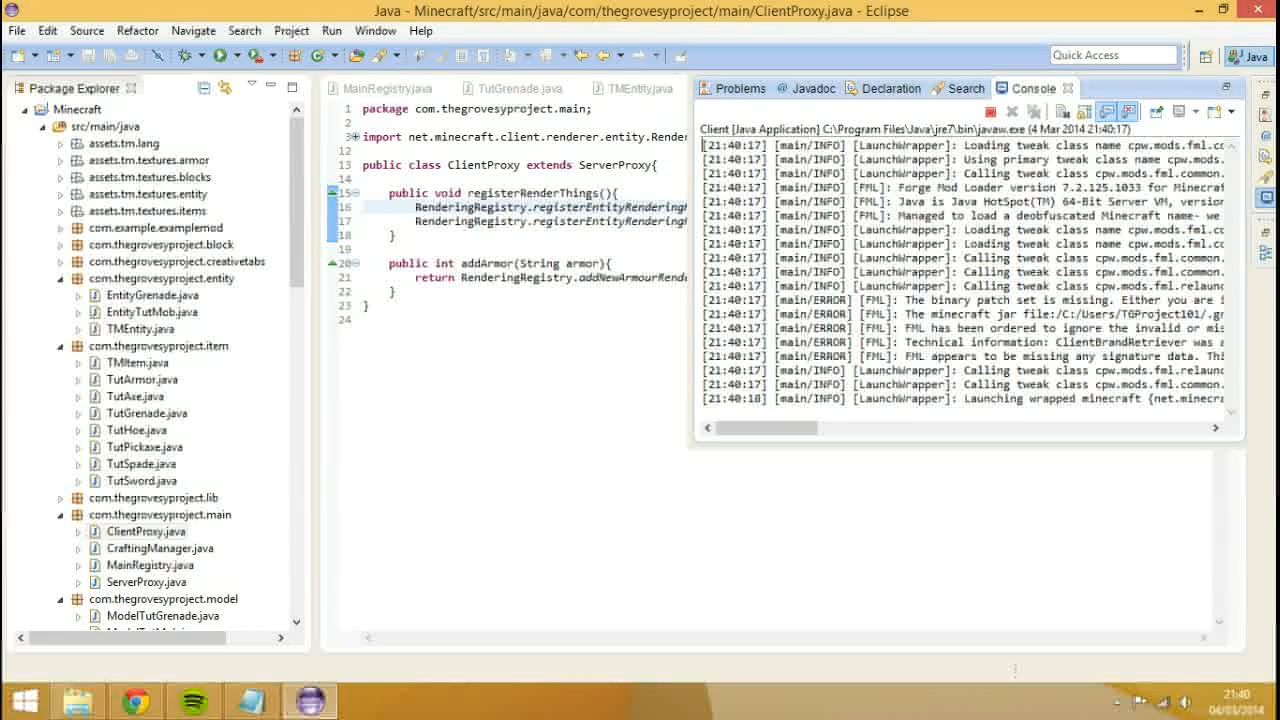 Java - Minecraft/src/main/java/com/thegrovesyproject/main/ClientProxy.java - Eclipse
File Edit Source Refactor Navigate Search Project Run Window Help
Quick Access
Java
Package Explorer
Minecraft
src/main/java
assets.tm.lang
assets.tm.textures.armor
assets.tm.textures.blocks
assets.tm.textures.entity
assets.tm.textures.items
com.example.examplemod
com.thegrovesyproject.block
com.thegrovesyproject.creativetabs
com.thegrovesyproject.entity
EntityGrenade.java
EntityTutMob.java
TMEntity.java
com.thegrovesyproject.item
TMItem.java
TutArmor.java
TutAxe.java
TutGrenade.java
TutHoe.java
TutPickaxe.java
TutSpade.java
TutSword.java
com.thegrovesyproject.lib
com.thegrovesyproject.main
ClientProxy.java
CraftingManager.java
MainRegistry.java
ServerProxy.java
com.thegrovesyproject.model
ModelTutGrenade.java
MainRegistry.java TutGrenade.java TMEntity.java
1 package com.thegrovesyproject.main;
2
3 import net.minecraft.client.renderer.entity.Render
12
13 public class ClientProxy extends ServerProxy{
14
15 public void registerRenderThings(){
16 RenderingRegistry.registerEntityRendering
17 RenderingRegistry.registerEntityRendering
18 }
19
20 public int addArmor(String armor){
21 return RenderingRegistry.addNewArmourRende
22 }
23 }
24
Problems Javadoc Declaration Search Console
Client [Java Application] C:\Program Files\Java\jre7\bin\javaw.exe (4 Mar 2014 21:40:17)
[21:40:17] [main/INFO] [LaunchWrapper]: Loading tweak class name cpw.mods.fml.co
[21:40:17] [main/INFO] [LaunchWrapper]: Using primary tweak class name cpw.mods.
[21:40:17] [main/INFO] [LaunchWrapper]: Calling tweak class cpw.mods.fml.common.
[21:40:17] [main/INFO] [FML]: Forge Mod Loader version 7.2.125.1033 for Minecraf
[21:40:17] [main/INFO] [FML]: Java is Java HotSpot(TM) 64-Bit Server VM, version
[21:40:17] [main/INFO] [FML]: Managed to load a deobfuscated Minecraft name- we
[21:40:17] [main/INFO] [LaunchWrapper]: Loading tweak class name cpw.mods.fml.co
[21:40:17] [main/INFO] [LaunchWrapper]: Loading tweak class name cpw.mods.fml.co
[21:40:17] [main/INFO] [LaunchWrapper]: Calling tweak class cpw.mods.fml.common.
[21:40:17] [main/INFO] [LaunchWrapper]: Calling tweak class cpw.mods.fml.common.
[21:40:17] [main/INFO] [LaunchWrapper]: Calling tweak class cpw.mods.fml.relaun
[21:40:17] [main/ERROR] [FML]: The binary patch set is missing. Either you are i
[21:40:17] [main/ERROR] [FML]: The minecraft jar file:/C:/Users/TGProject101/.gr
[21:40:17] [main/ERROR] [FML]: FML has been ordered to ignore the invalid or mis
[21:40:17] [main/ERROR] [FML]: Technical information: ClientBrandRetriever was a
[21:40:17] [main/ERROR] [FML]: FML appears to be missing any signature data. Thi
[21:40:17] [main/INFO] [LaunchWrapper]: Calling tweak class cpw.mods.fml.relaun
[21:40:17] [main/INFO] [LaunchWrapper]: Calling tweak class cpw.mods.fml.common.
[21:40:18] [main/INFO] [LaunchWrapper]: Launching wrapped minecraft {net.minecra
21:40
04/03/2014